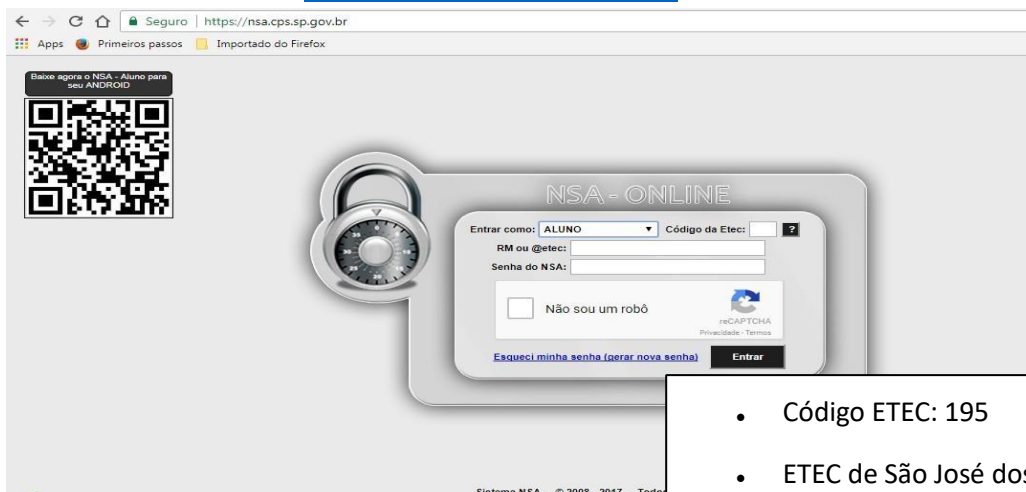 Seguro | https://nsa.cps.sp.gov.br
Apps Primeiros passos Importado do Firefox
Baixe agora o NSA - Aluno para
seu ANDROID
NSA - ONLINE
Entrar como: ALUNO Código da Etec: ?
RM ou @etec:
Senha do NSA:
Não sou um robô
reCAPTCHA
Privacidade - Termos
Esqueci minha senha (gerar nova senha) Entrar
• Código ETEC: 195
• ETEC de São José dos
Sistema NSA © 2008 - 2017